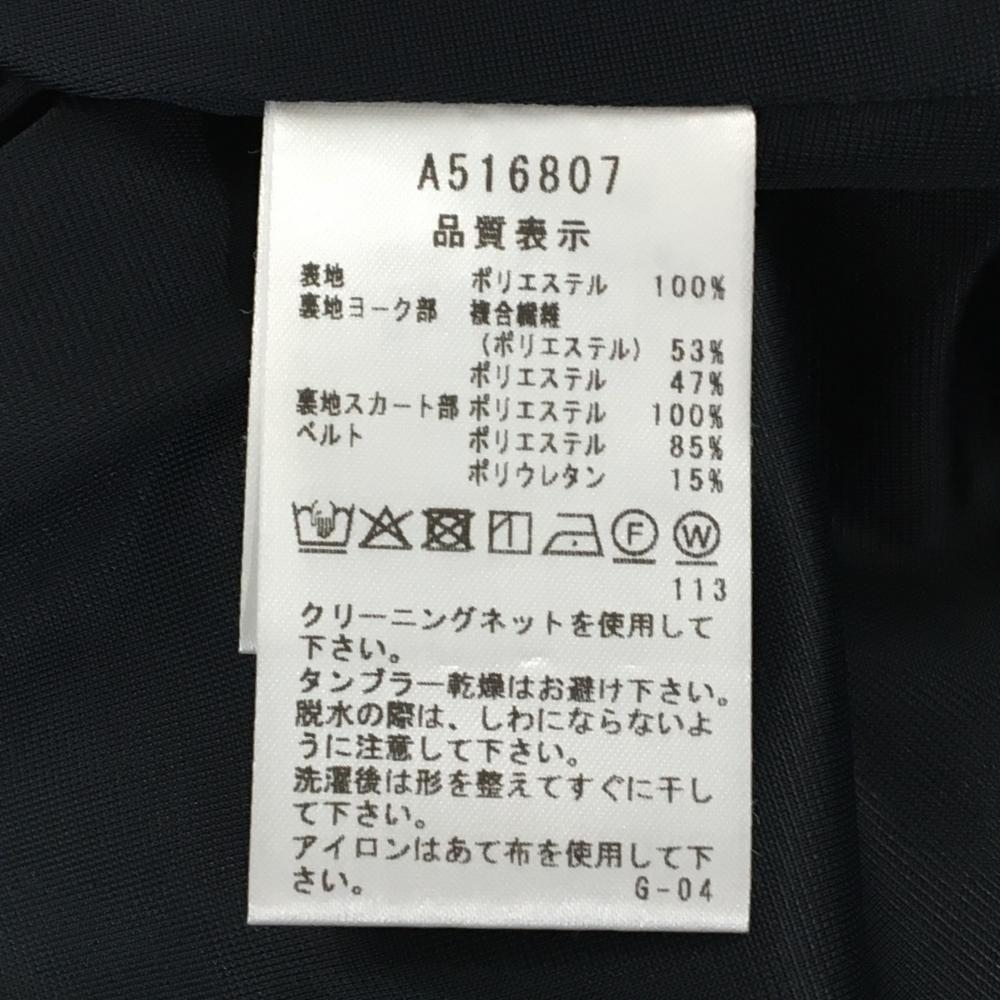 A516807
品質表示
表地 ポリエステル 100%
裏地ヨーク部 複合繊維
(ポリエステル) 53%
ポリエステル 47%
裏地スカート部 ポリエステル 100%
ベルト ポリエステル 85%
ポリウレタン 15%
F W
113
クリーニングネットを使用して
下さい。
タンブラー乾燥はお避け下さい。
脱水の際は、しわにならないよ
うに注意して下さい。
洗濯後は形を整えてすぐに干し
て下さい。
アイロンはあて布を使用して下
さい。 G-04